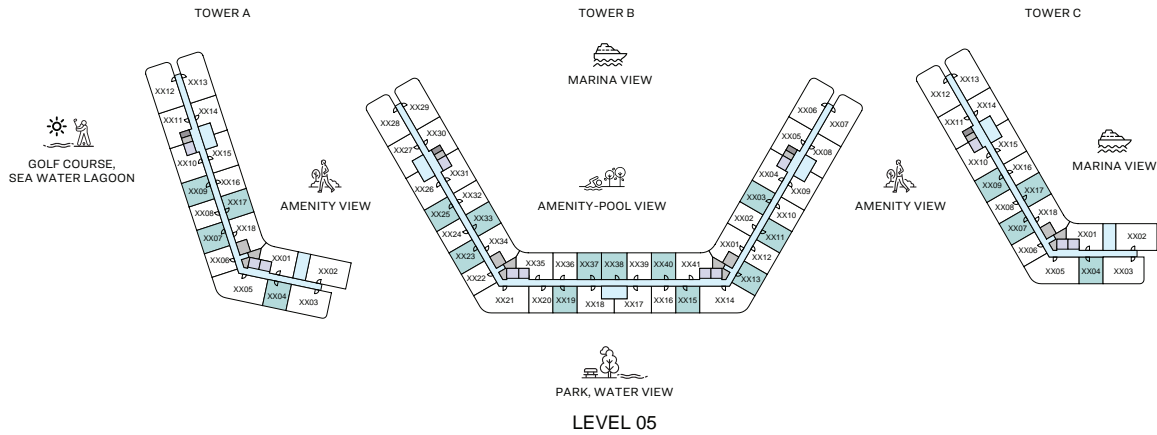 TOWER A
TOWER B
TOWER C
MARINA VIEW
GOLF COURSE,
SEA WATER LAGOON
AMENITY VIEW
AMENITY-POOL VIEW
AMENITY VIEW
MARINA VIEW
PARK, WATER VIEW
LEVEL 05
XX12
XX13
XX11
XX14
XX10
XX15
XX09
XX16
XX08
XX17
XX07
XX18
XX06
XX01
XX02
XX05
XX04
XX03
XX28
XX29
XX27
XX30
XX26
XX31
XX25
XX32
XX24
XX33
XX23
XX34
XX22
XX35
XX36
XX37
XX38
XX39
XX40
XX41
XX21
XX20
XX19
XX18
XX17
XX16
XX15
XX14
XX06
XX07
XX05
XX08
XX04
XX09
XX03
XX10
XX02
XX11
XX01
XX12
XX13
XX12
XX13
XX11
XX14
XX10
XX15
XX09
XX16
XX08
XX17
XX07
XX18
XX06
XX01
XX02
XX05
XX04
XX03